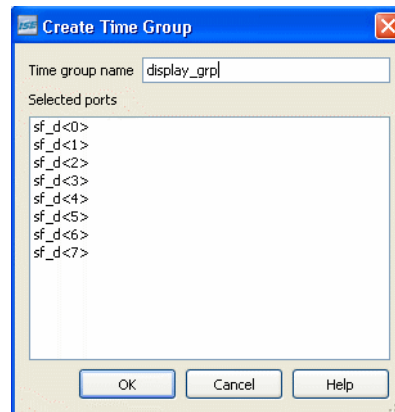 ISE Create Time Group
Time group name display_grp
Selected ports
sf_d<0>
sf_d<1>
sf_d<2>
sf_d<3>
sf_d<4>
sf_d<5>
sf_d<6>
sf_d<7>
OK Cancel Help